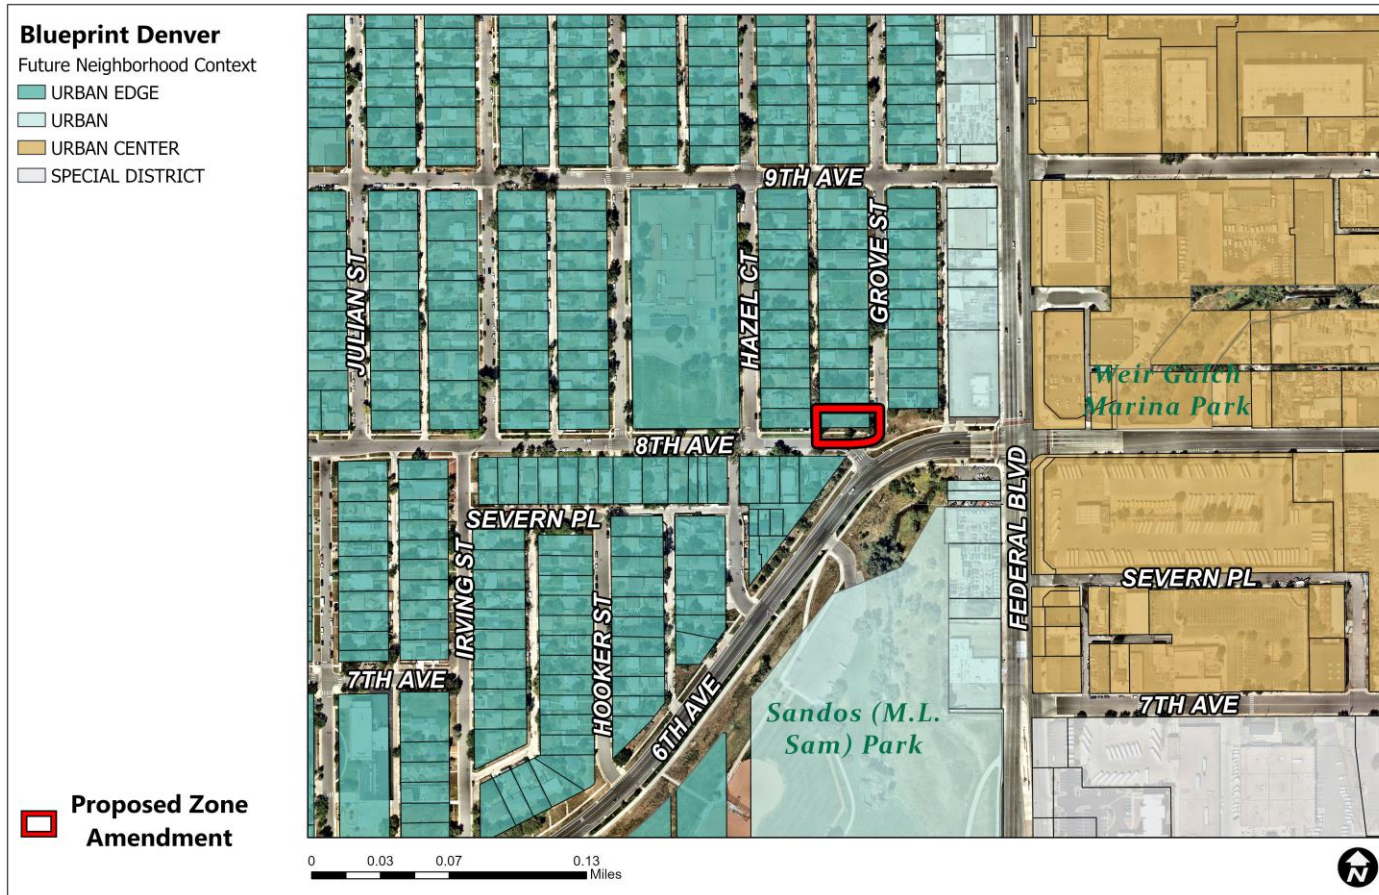 Blueprint Denver
Future Neighborhood Context
URBAN EDGE
URBAN
URBAN CENTER
SPECIAL DISTRICT
9TH AVE
JULIAN ST
HAZEL CT
GROVE ST
Weir Gulch
Marina Park
8TH AVE
FEDERAL BLVD
SEVERN PL
IRVING ST
HOOKER ST
SEVERN PL
7TH AVE
6TH AVE
7TH AVE
Sandos (M.L.
Sam) Park
Proposed Zone
Amendment
0 0.03 0.07 0.13
Miles
N